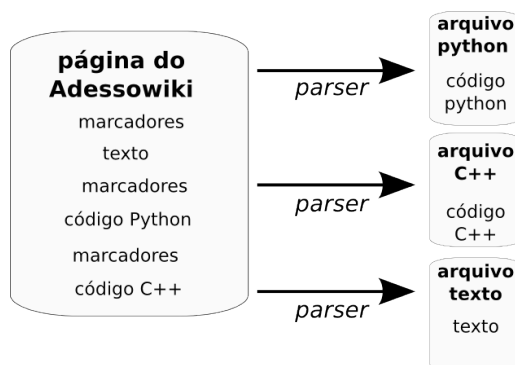 página do
Adessowiki
marcadores
texto
marcadores
código Python
marcadores
código C++
parser
parser
parser
arquivo
python
código
python
arquivo
C++
código
C++
arquivo
texto
texto